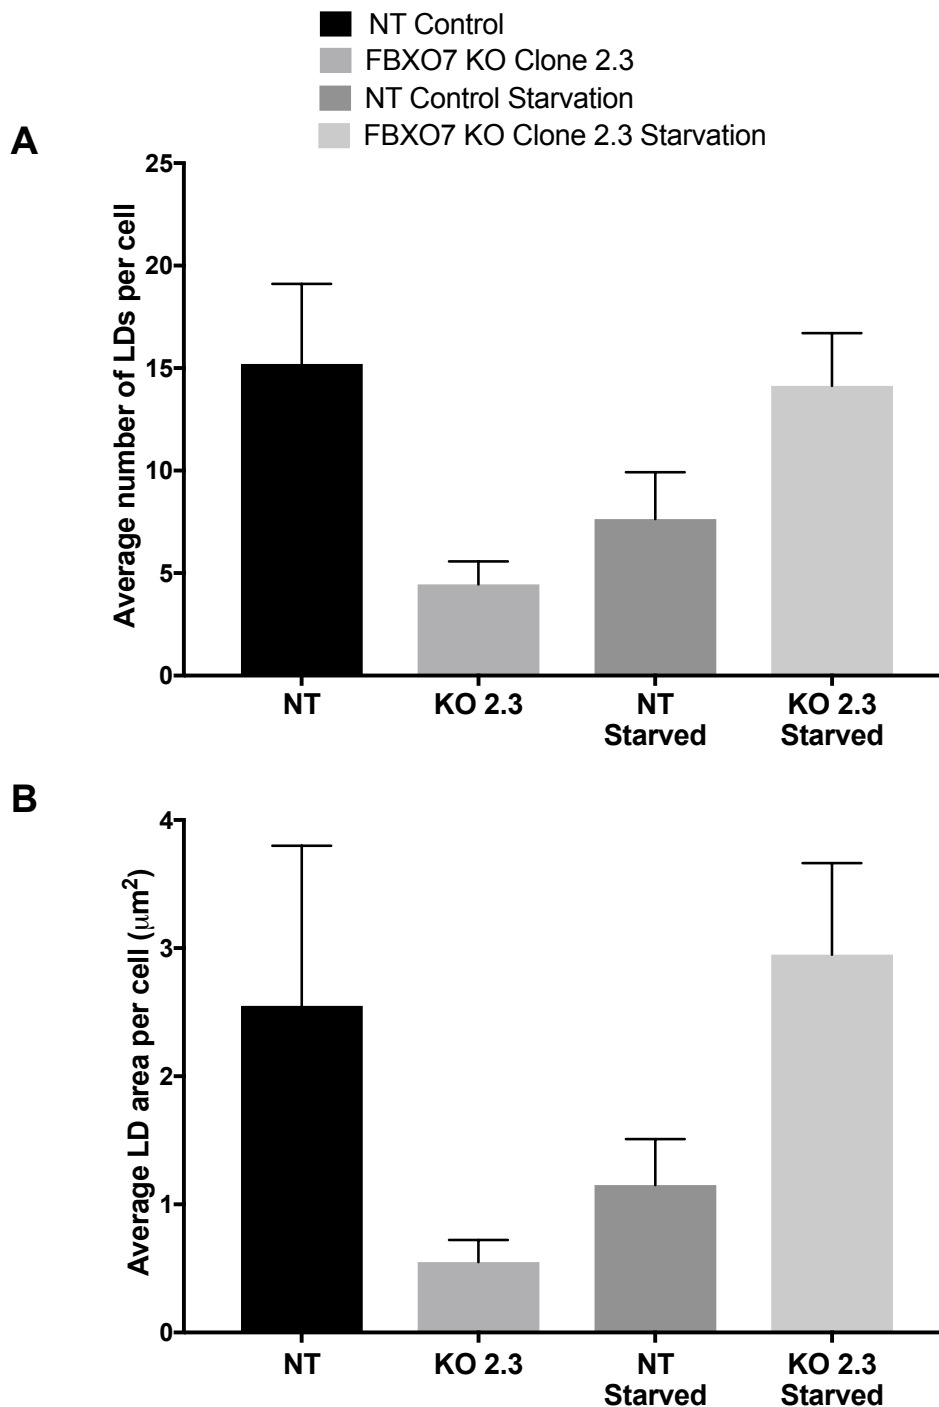 NT Control
FBXO7 KO Clone 2.3
NT Control Starvation
FBXO7 KO Clone 2.3 Starvation
A
Average number of LDs per cell
25
20
15
10
5
0
NT
KO 2.3
NT
Starved
KO 2.3
Starved
B
Average LD area per cell (μm²)
4
3
2
1
0
NT
KO 2.3
NT
Starved
KO 2.3
Starved